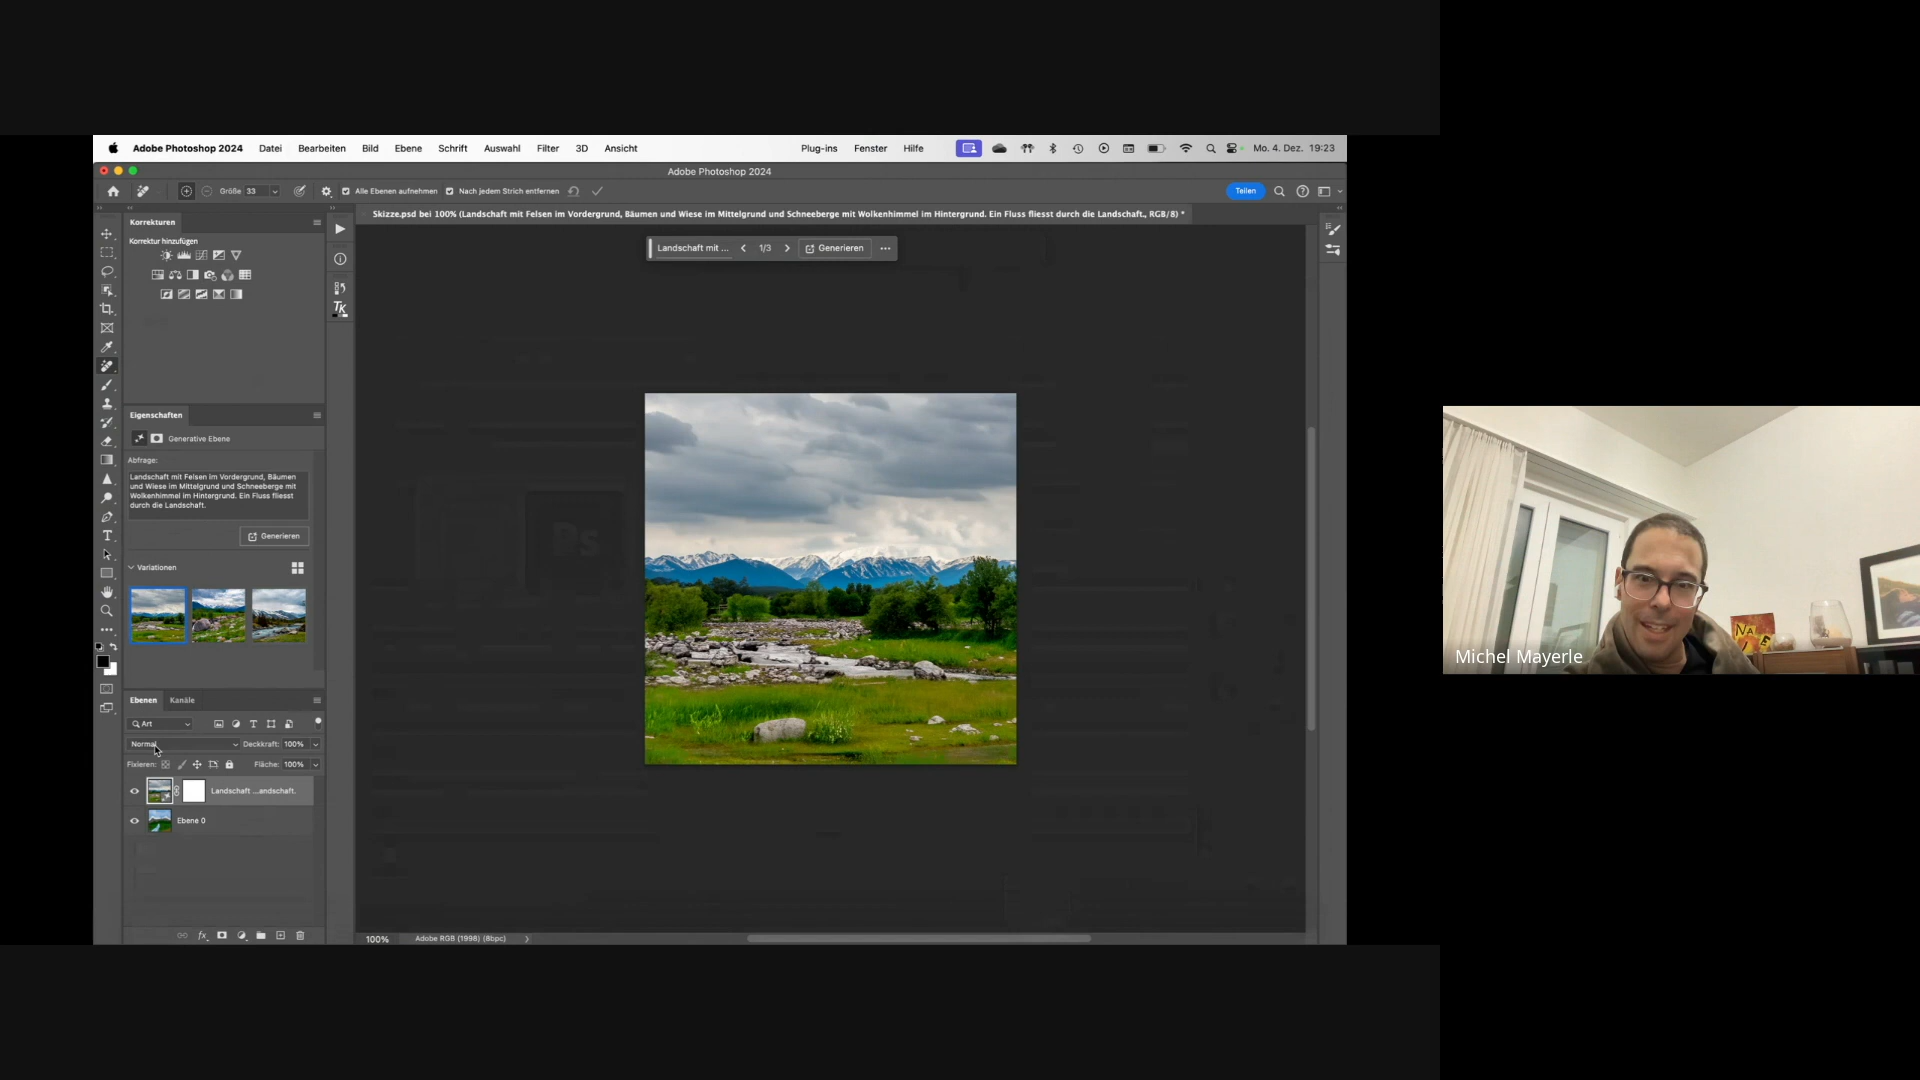 Adobe Photoshop 2024 Datei Bearbeiten Bild Ebene Schrift Auswahl Filter 3D Ansicht Plug-ins Fenster Hilfe Mo. 4. Dez. 19:23
Adobe Photoshop 2024
Größe 33 Alle Ebenen aufnehmen Nach jedem Strich entfernen Teilen
Korrekturen
Skizze.psd bei 100% (Landschaft mit Felsen im Vordergrund, Bäumen und Wiese im Mittelgrund und Schneeberge mit Wolkenhimmel im Hintergrund. Ein Fluss fliesst durch die Landschaft., RGB/8) *
Korrektur hinzufügen
Landschaft mit ... 1/3 Generieren
TK
Eigenschaften
Generative Ebene
Abfrage:
Landschaft mit Felsen im Vordergrund, Bäumen
und Wiese im Mittelgrund und Schneeberge mit
Wolkenhimmel im Hintergrund. Ein Fluss fliesst
durch die Landschaft.
Generieren
Ps
Variationen
Ebenen Kanäle
Art
Normal Deckkraft: 100%
Fixieren: Fläche: 100%
Landschaft ...andschaft.
Ebene 0
fx
100% Adobe RGB (1998) (8bpc)
NA
Michel Mayerle